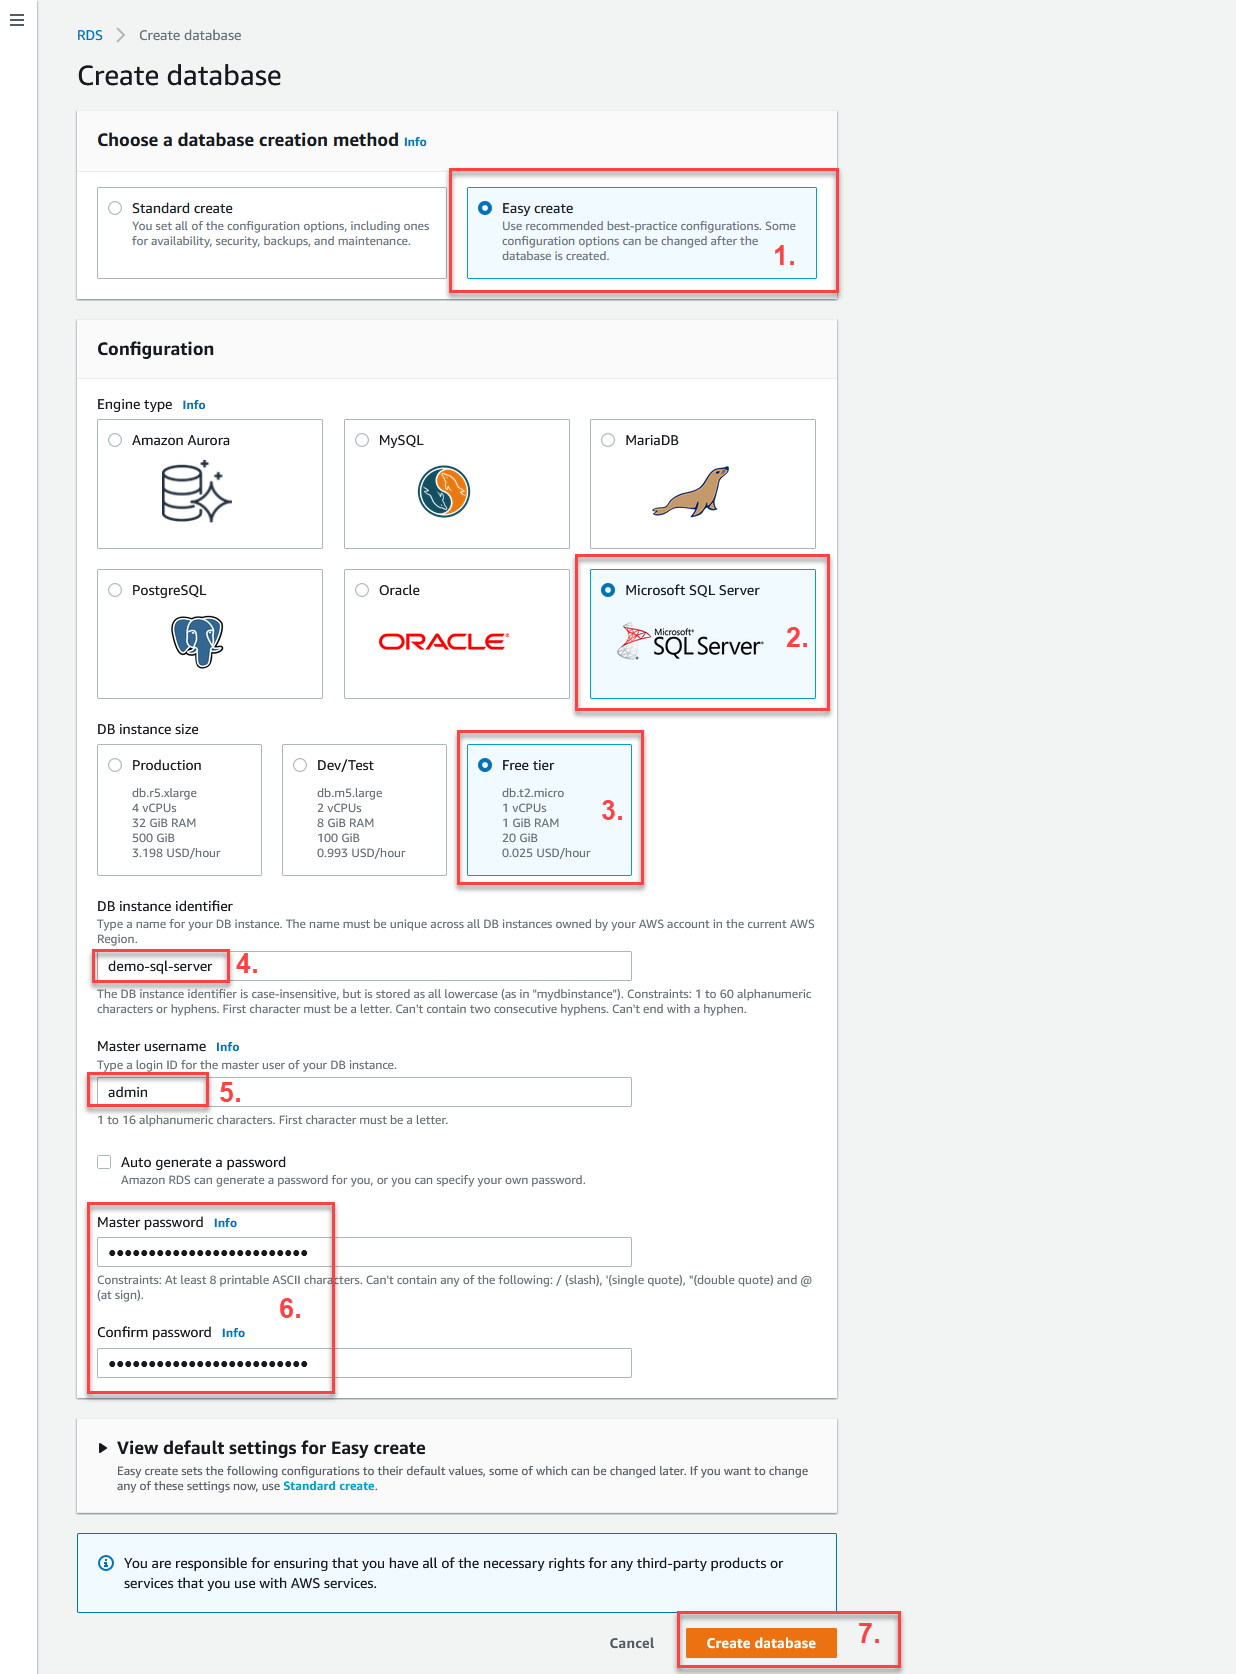 RDS > Create database
Create database
Choose a database creation method Info
Standard create
You set all of the configuration options, including ones
for availability, security, backups, and maintenance.
Easy create
Use recommended best-practice configurations. Some
configuration options can be changed after the
database is created.
1.
Configuration
Engine type Info
Amazon Aurora
MySQL
MariaDB
PostgreSQL
Oracle
ORACLE
Microsoft SQL Server
Microsoft
SQL Server
2.
DB instance size
Production
db.r5.xlarge
4 vCPUs
32 GiB RAM
500 GiB
3.198 USD/hour
Dev/Test
db.m5.large
2 vCPUs
8 GiB RAM
100 GiB
0.993 USD/hour
Free tier
db.t2.micro
1 vCPUs
1 GiB RAM
20 GiB
0.025 USD/hour
3.
DB instance identifier
Type a name for your DB instance. The name must be unique across all DB instances owned by your AWS account in the current AWS
Region.
demo-sql-server
4.
The DB instance identifier is case-insensitive, but is stored as all lowercase (as in "mydbinstance"). Constraints: 1 to 60 alphanumeric
characters or hyphens. First character must be a letter. Can't contain two consecutive hyphens. Can't end with a hyphen.
Master username Info
Type a login ID for the master user of your DB instance.
admin
5.
1 to 16 alphanumeric characters. First character must be a letter.
Auto generate a password
Amazon RDS can generate a password for you, or you can specify your own password.
Master password Info
•••••••••••••••••••••••••
Constraints: At least 8 printable ASCII characters. Can't contain any of the following: / (slash), '(single quote), "(double quote) and @
(at sign).
6.
Confirm password Info
•••••••••••••••••••••••••
View default settings for Easy create
Easy create sets the following configurations to their default values, some of which can be changed later. If you want to change
any of these settings now, use Standard create.
You are responsible for ensuring that you have all of the necessary rights for any third-party products or
services that you use with AWS services.
Cancel
Create database
7.